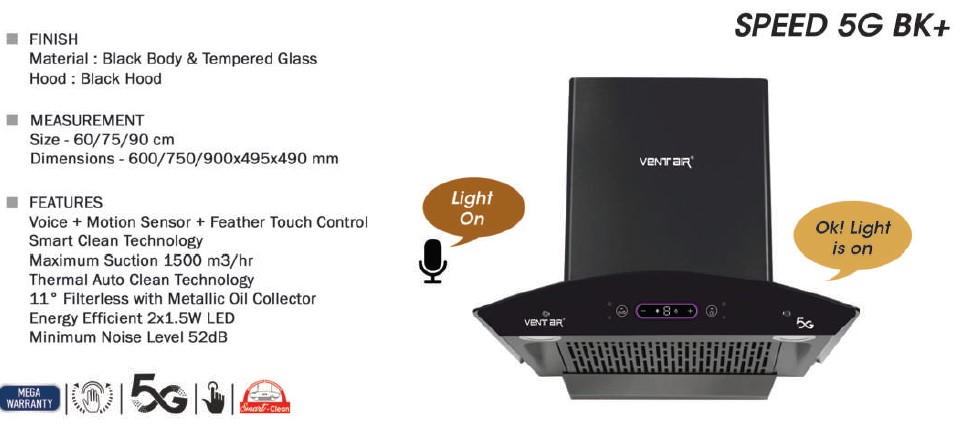 SPEED 5G BK+
FINISH
Material : Black Body & Tempered Glass
Hood : Black Hood
MEASUREMENT
Size - 60/75/90 cm
Dimensions - 600/750/900x495x490 mm
FEATURES
Voice + Motion Sensor + Feather Touch Control
Smart Clean Technology
Maximum Suction 1500 m3/hr
Thermal Auto Clean Technology
11° Filterless with Metallic Oil Collector
Energy Efficient 2x1.5W LED
Minimum Noise Level 52dB
MEGA
WARRANTY
5G
Smart-Clean
VENTAIR®
Light
On
Ok! Light
is on
VENTAIR®
- 8 +
5G